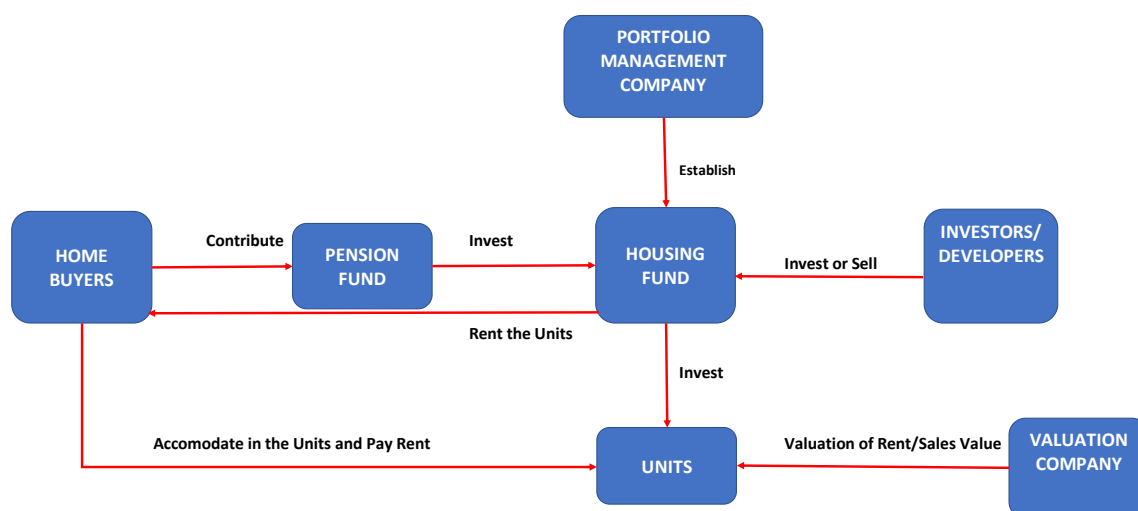 PORTFOLIO
MANAGEMENT
COMPANY
Establish
HOME
BUYERS
Contribute
PENSION
FUND
Invest
HOUSING
FUND
Invest or Sell
INVESTORS/
DEVELOPERS
Rent the Units
Invest
Accomodate in the Units and Pay Rent
UNITS
Valuation of Rent/Sales Value
VALUATION
COMPANY